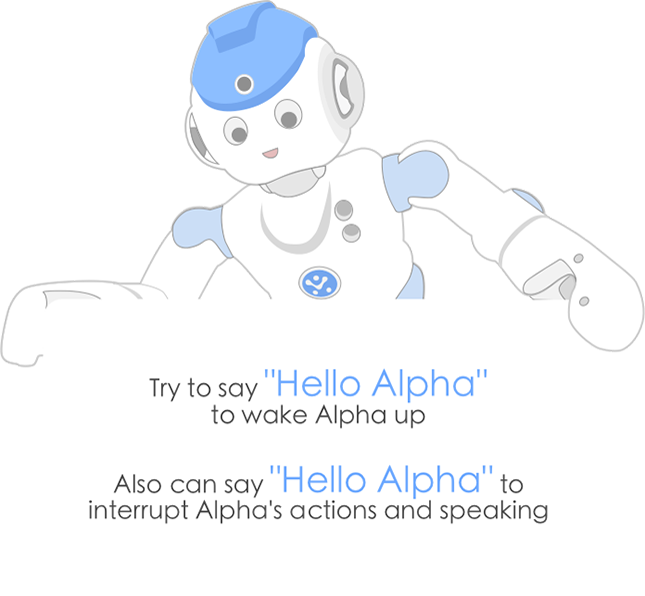 Try to say "Hello Alpha"
to wake Alpha up
Also can say "Hello Alpha" to
interrupt Alpha's actions and speaking